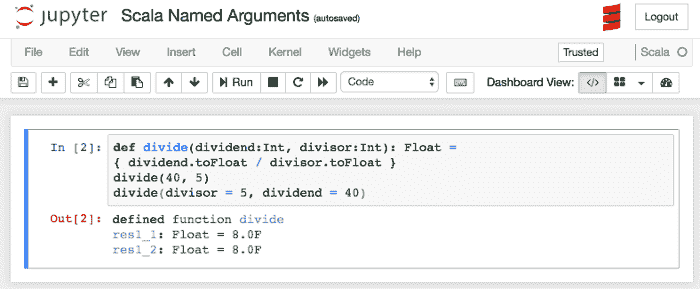 jupyter Scala Named Arguments (autosaved) Logout
File Edit View Insert Cell Kernel Widgets Help Trusted Scala
Run Code Dashboard View: </>
In [2]: def divide(dividend:Int, divisor:Int): Float =
{ dividend.toFloat / divisor.toFloat }
divide(40, 5)
divide(divisor = 5, dividend = 40)
Out[2]: defined function divide
res1_1: Float = 8.0F
res1_2: Float = 8.0F